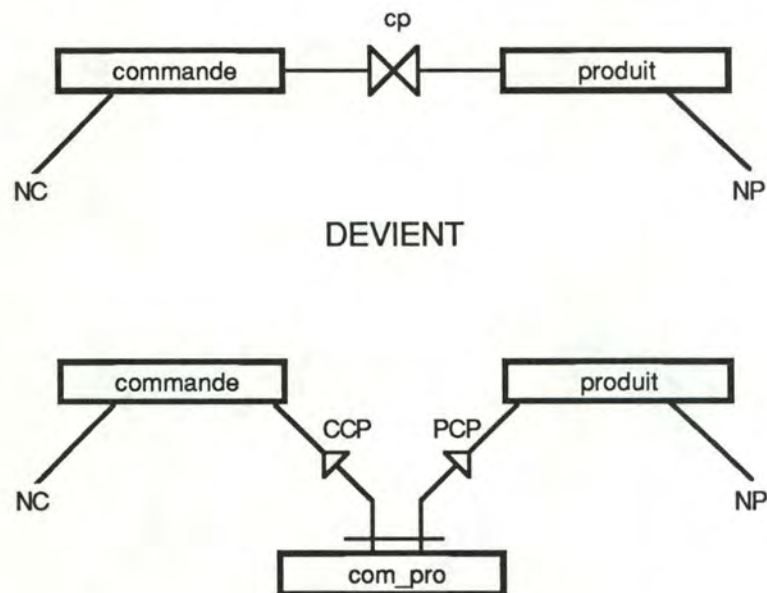 cp
commande produit
NC NP
DEVIENT
commande produit
CCP PCP
NC NP
com_pro